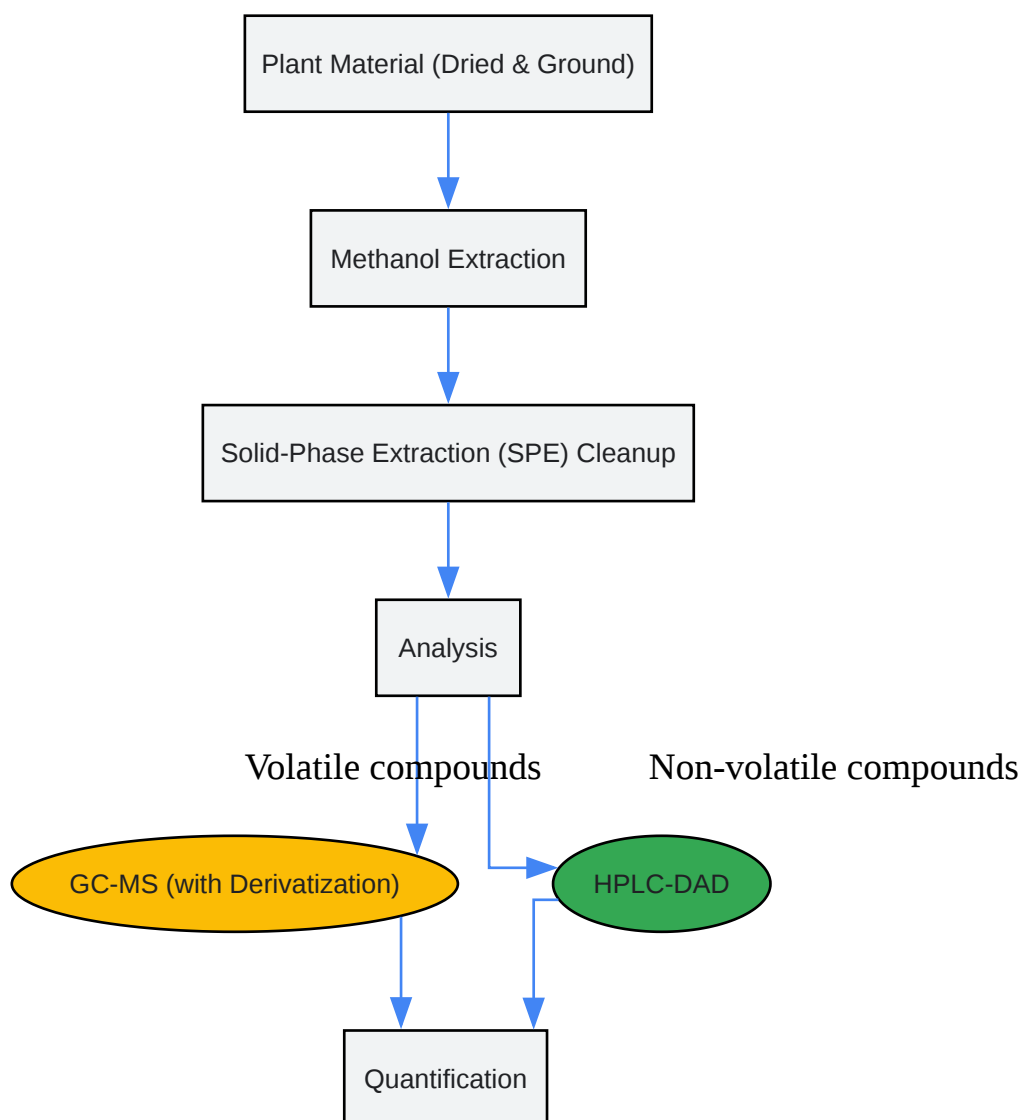 Plant Material (Dried & Ground)
Methanol Extraction
Solid-Phase Extraction (SPE) Cleanup
Analysis
Volatile compounds
Non-volatile compounds
GC-MS (with Derivatization)
HPLC-DAD
Quantification